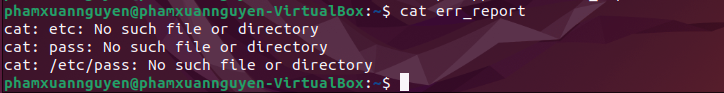 phamxuannguyen@phamxuannguyen-VirtualBox:~$ cat err_report
cat: etc: No such file or directory
cat: pass: No such file or directory
cat: /etc/pass: No such file or directory
phamxuannguyen@phamxuannguyen-VirtualBox:~$